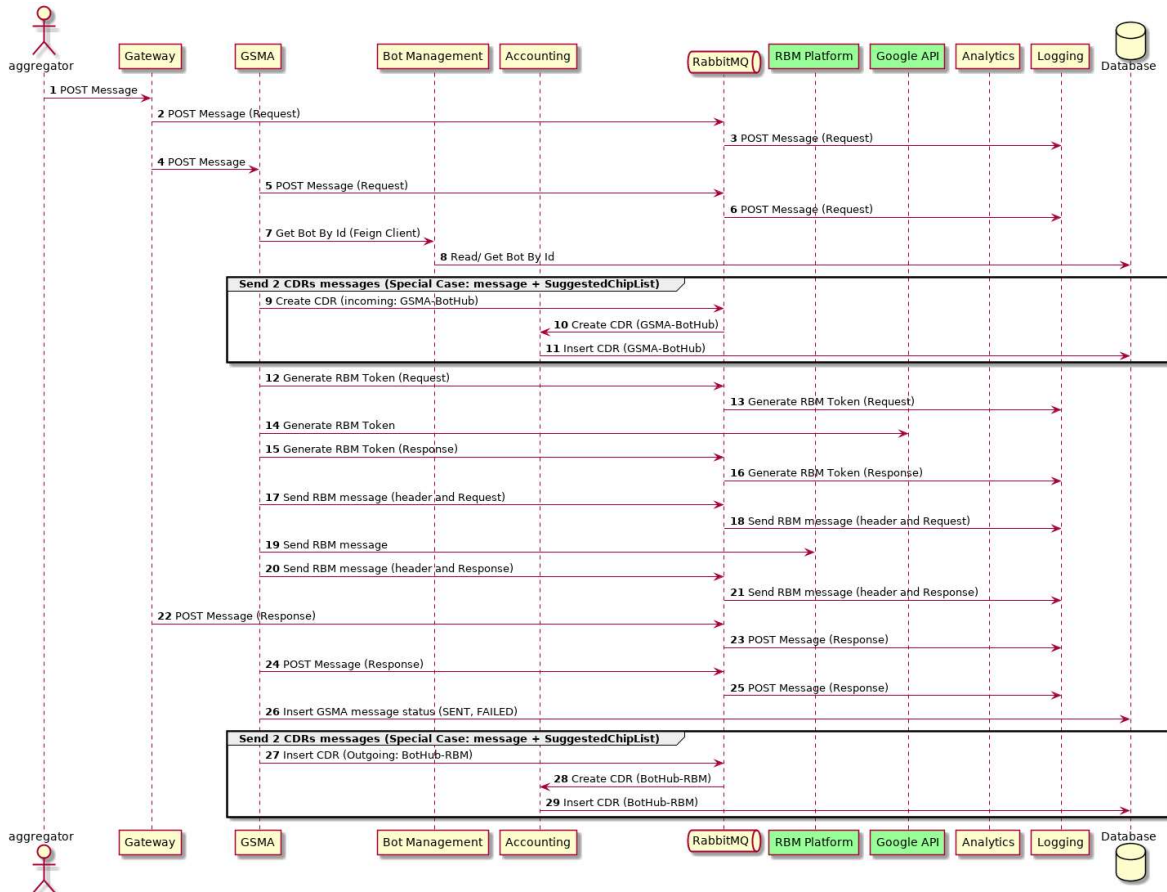 aggregator
Gateway
GSMA
Bot Management
Accounting
RabbitMQ
RBM Platform
Google API
Analytics
Logging
Database
1 POST Message
2 POST Message (Request)
3 POST Message (Request)
4 POST Message
5 POST Message (Request)
6 POST Message (Request)
7 Get Bot By Id (Feign Client)
8 Read/ Get Bot By Id
Send 2 CDRs messages (Special Case: message + SuggestedChipList)
9 Create CDR (incoming: GSMA-BotHub)
10 Create CDR (GSMA-BotHub)
11 Insert CDR (GSMA-BotHub)
12 Generate RBM Token (Request)
13 Generate RBM Token (Request)
14 Generate RBM Token
15 Generate RBM Token (Response)
16 Generate RBM Token (Response)
17 Send RBM message (header and Request)
18 Send RBM message (header and Request)
19 Send RBM message
20 Send RBM message (header and Response)
21 Send RBM message (header and Response)
22 POST Message (Response)
23 POST Message (Response)
24 POST Message (Response)
25 POST Message (Response)
26 Insert GSMA message status (SENT, FAILED)
Send 2 CDRs messages (Special Case: message + SuggestedChipList)
27 Insert CDR (Outgoing: BotHub-RBM)
28 Create CDR (BotHub-RBM)
29 Insert CDR (BotHub-RBM)
aggregator
Gateway
GSMA
Bot Management
Accounting
RabbitMQ
RBM Platform
Google API
Analytics
Logging
Database